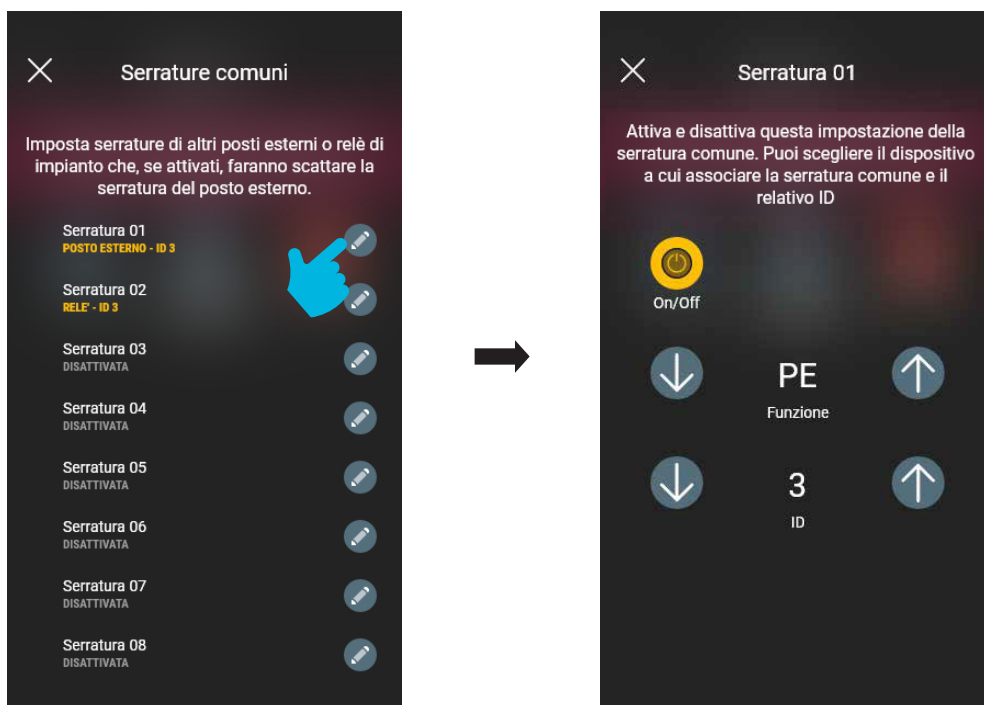 Serrature comuni
Imposta serrature di altri posti esterni o relè di
impianto che, se attivati, faranno scattare la
serratura del posto esterno.
Serratura 01
POSTO ESTERNO - ID 3
Serratura 02
RELE' - ID 3
Serratura 03
DISATTIVATA
Serratura 04
DISATTIVATA
Serratura 05
DISATTIVATA
Serratura 06
DISATTIVATA
Serratura 07
DISATTIVATA
Serratura 08
DISATTIVATA
Serratura 01
Attiva e disattiva questa impostazione della
serratura comune. Puoi scegliere il dispositivo
a cui associare la serratura comune e il
relativo ID
On/Off
PE
Funzione
3
ID